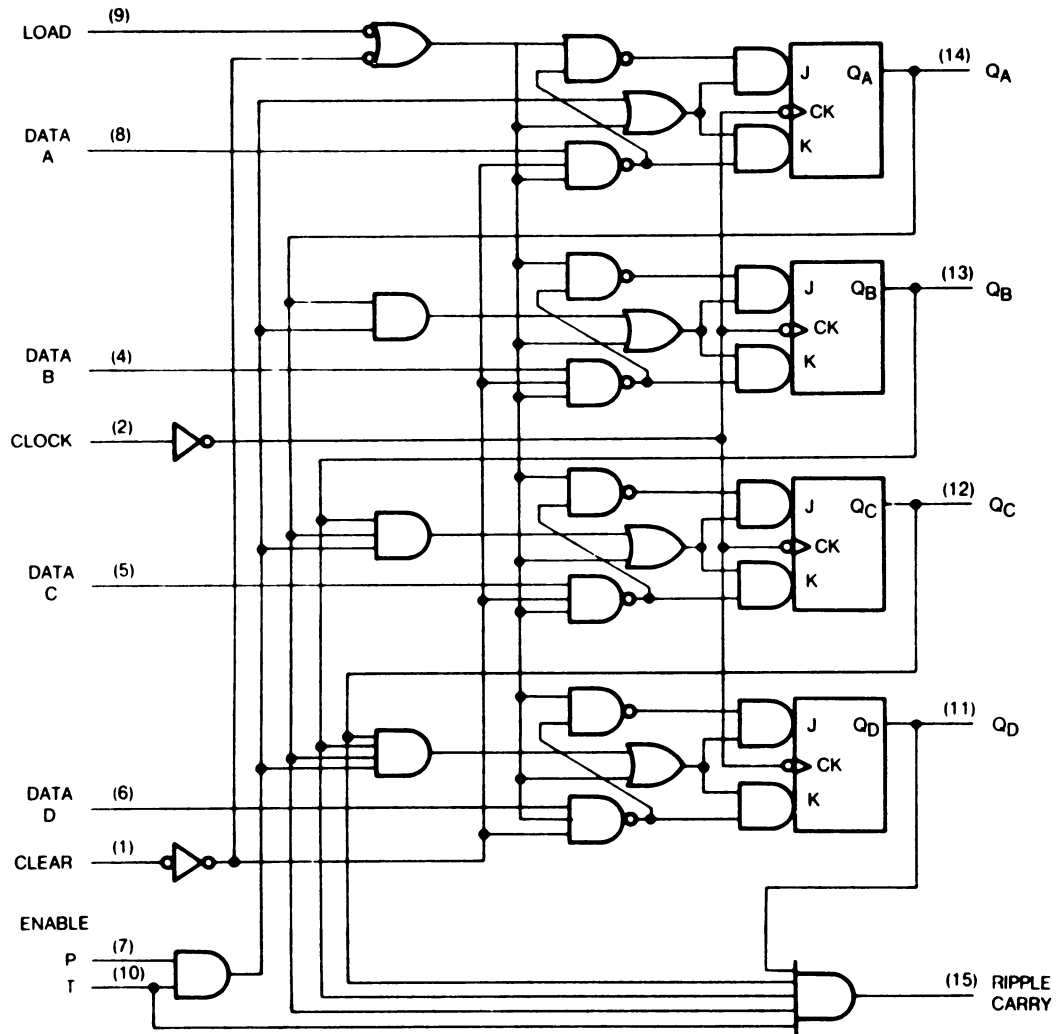 LOAD (9)
(14) QA
J QA
CK
K
DATA A (8)
(13) QB
J QB
CK
K
DATA B (4)
CLOCK (2)
(12) QC
J QC
CK
K
DATA C (5)
(11) QD
J QD
CK
K
DATA D (6)
CLEAR (1)
ENABLE
P (7)
T (10)
(15) RIPPLE
CARRY